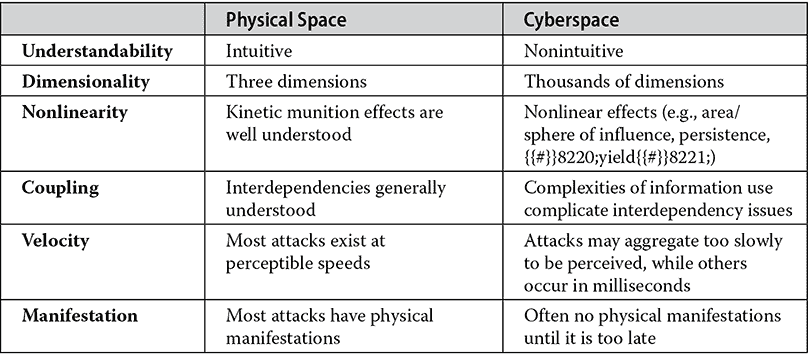 Physical Space Cyberspace
Understandability Intuitive Nonintuitive
Dimensionality Three dimensions Thousands of dimensions
Nonlinearity Kinetic munition effects are Nonlinear effects (e.g., area/
well understood sphere of influence, persistence,
{{#}}8220;yield{{#}}8221;)
Coupling Interdependencies generally Complexities of information use
understood complicate interdependency issues
Velocity Most attacks exist at Attacks may aggregate too slowly
perceptible speeds to be perceived, while others
occur in milliseconds
Manifestation Most attacks have physical Often no physical manifestations
manifestations until it is too late